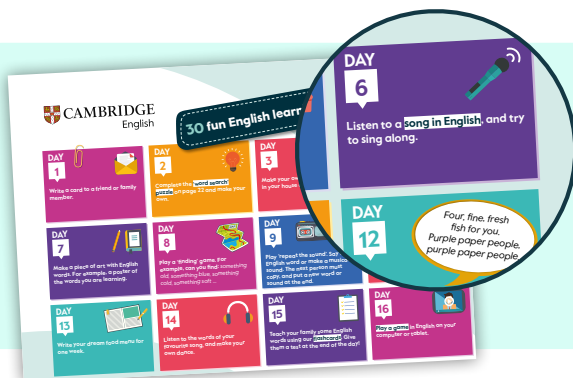 CAMBRIDGE
English
30 fun English learn
DAY
1
Write a card to a friend or family
member.
DAY
2
Complete the word search
puzzle on page 22 and make your
own.
DAY
3
Make your
in your house
DAY
6
Listen to a song in English, and try
to sing along.
DAY
7
Make a piece of art with English
words. For example, a poster of
the words you are learning.
DAY
8
Play a 'finding' game. For
example, can you find: something
old, something blue, something
cold, something soft ...
DAY
9
Play 'repeat the sound'. Say
English word or make a musical
sound. The next person must
copy, and put a new word or
sound at the end.
DAY
12
Four, fine, fresh
fish for you.
Purple paper people,
purple paper people
DAY
13
Write your dream food menu for
one week.
DAY
14
Listen to the words of your
favourite song, and make your
own dance.
DAY
15
Teach your family some English
words using our flashcards. Give
them a test at the end of the day!
DAY
16
Play a game in English on your
computer or tablet.